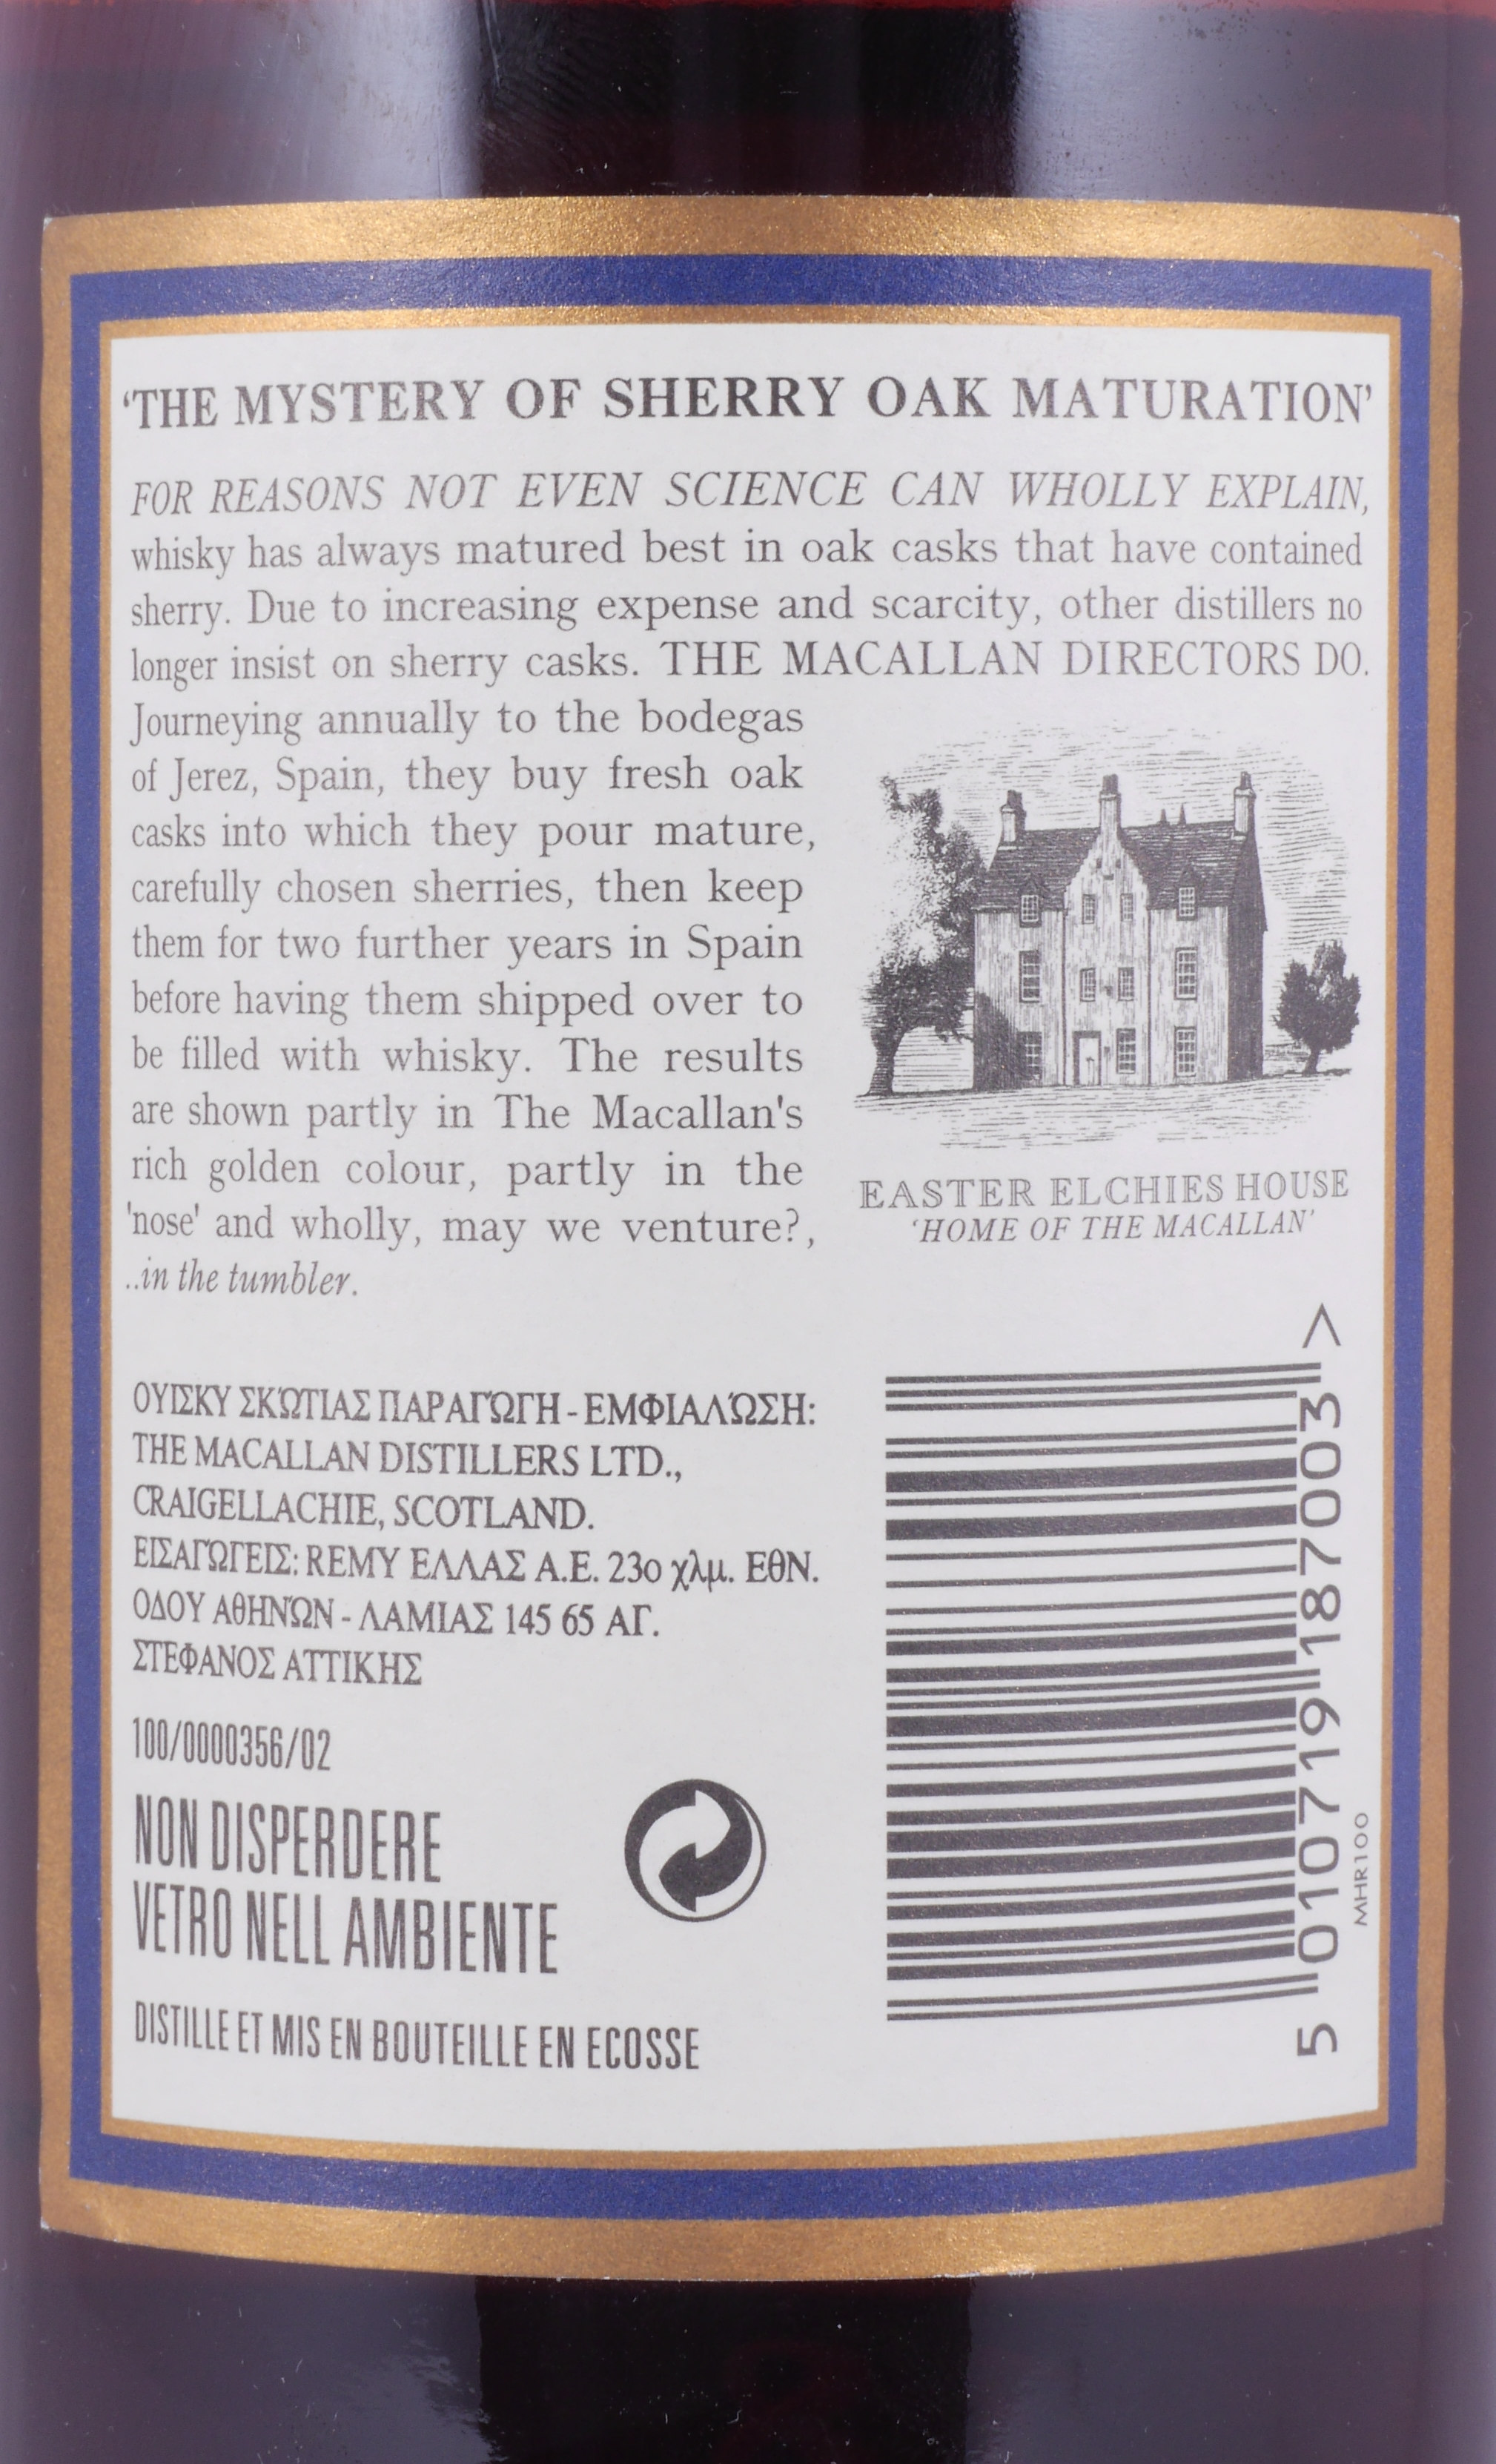 ‘THE MYSTERY OF SHERRY OAK MATURATION’
FOR REASONS NOT EVEN SCIENCE CAN WHOLLY EXPLAIN,
whisky has always matured best in oak casks that have contained
sherry. Due to increasing expense and scarcity, other distillers no
longer insist on sherry casks. THE MACALLAN DIRECTORS DO.
Journeying annually to the bodegas
of Jerez, Spain, they buy fresh oak
casks into which they pour mature,
carefully chosen sherries, then keep
them for two further years in Spain
before having them shipped over to
be filled with whisky. The results
are shown partly in The Macallan's
rich golden colour, partly in the
'nose' and wholly, may we venture?,
..in the tumbler.
EASTER ELCHIES HOUSE
‘HOME OF THE MACALLAN’
ΟΥΙΣΚΥ ΣΚΏΤΙΑΣ ΠΑΡΑΓΏΓΗ - ΕΜΦΙΑΛΏΣΗ:
THE MACALLAN DISTILLERS LTD.,
CRAIGELLACHIE, SCOTLAND.
ΕΙΣΑΓΏΓΕΙΣ: REMY ΕΛΛΑΣ Α.Ε. 23ο χλμ. ΕΘΝ.
ΟΔΟΥ ΑΘΗΝΏΝ - ΛΑΜΙΑΣ 145 65 ΑΓ.
ΣΤΕΦΑΝΟΣ ΑΤΤΙΚΗΣ
100/0000356/02
NON DISPERDERE
VETRO NELL AMBIENTE
DISTILLE ET MIS EN BOUTEILLE EN ECOSSE
5 010719 187003 >
MHR100